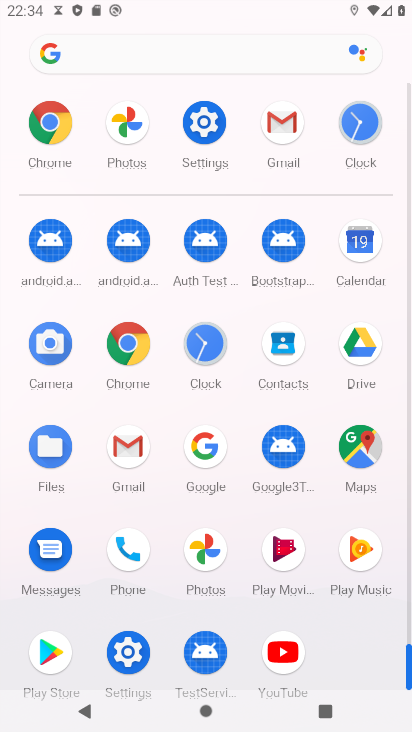 22:34
Chrome Photos Settings Gmail Clock
android.a... android.a... Auth Test ... Bootstrap... Calendar
19
Camera Chrome Clock Contacts Drive
Files Gmail Google Google3T... Maps
Messages Phone Photos Play Movi... Play Music
Play Store Settings TestServi... YouTube